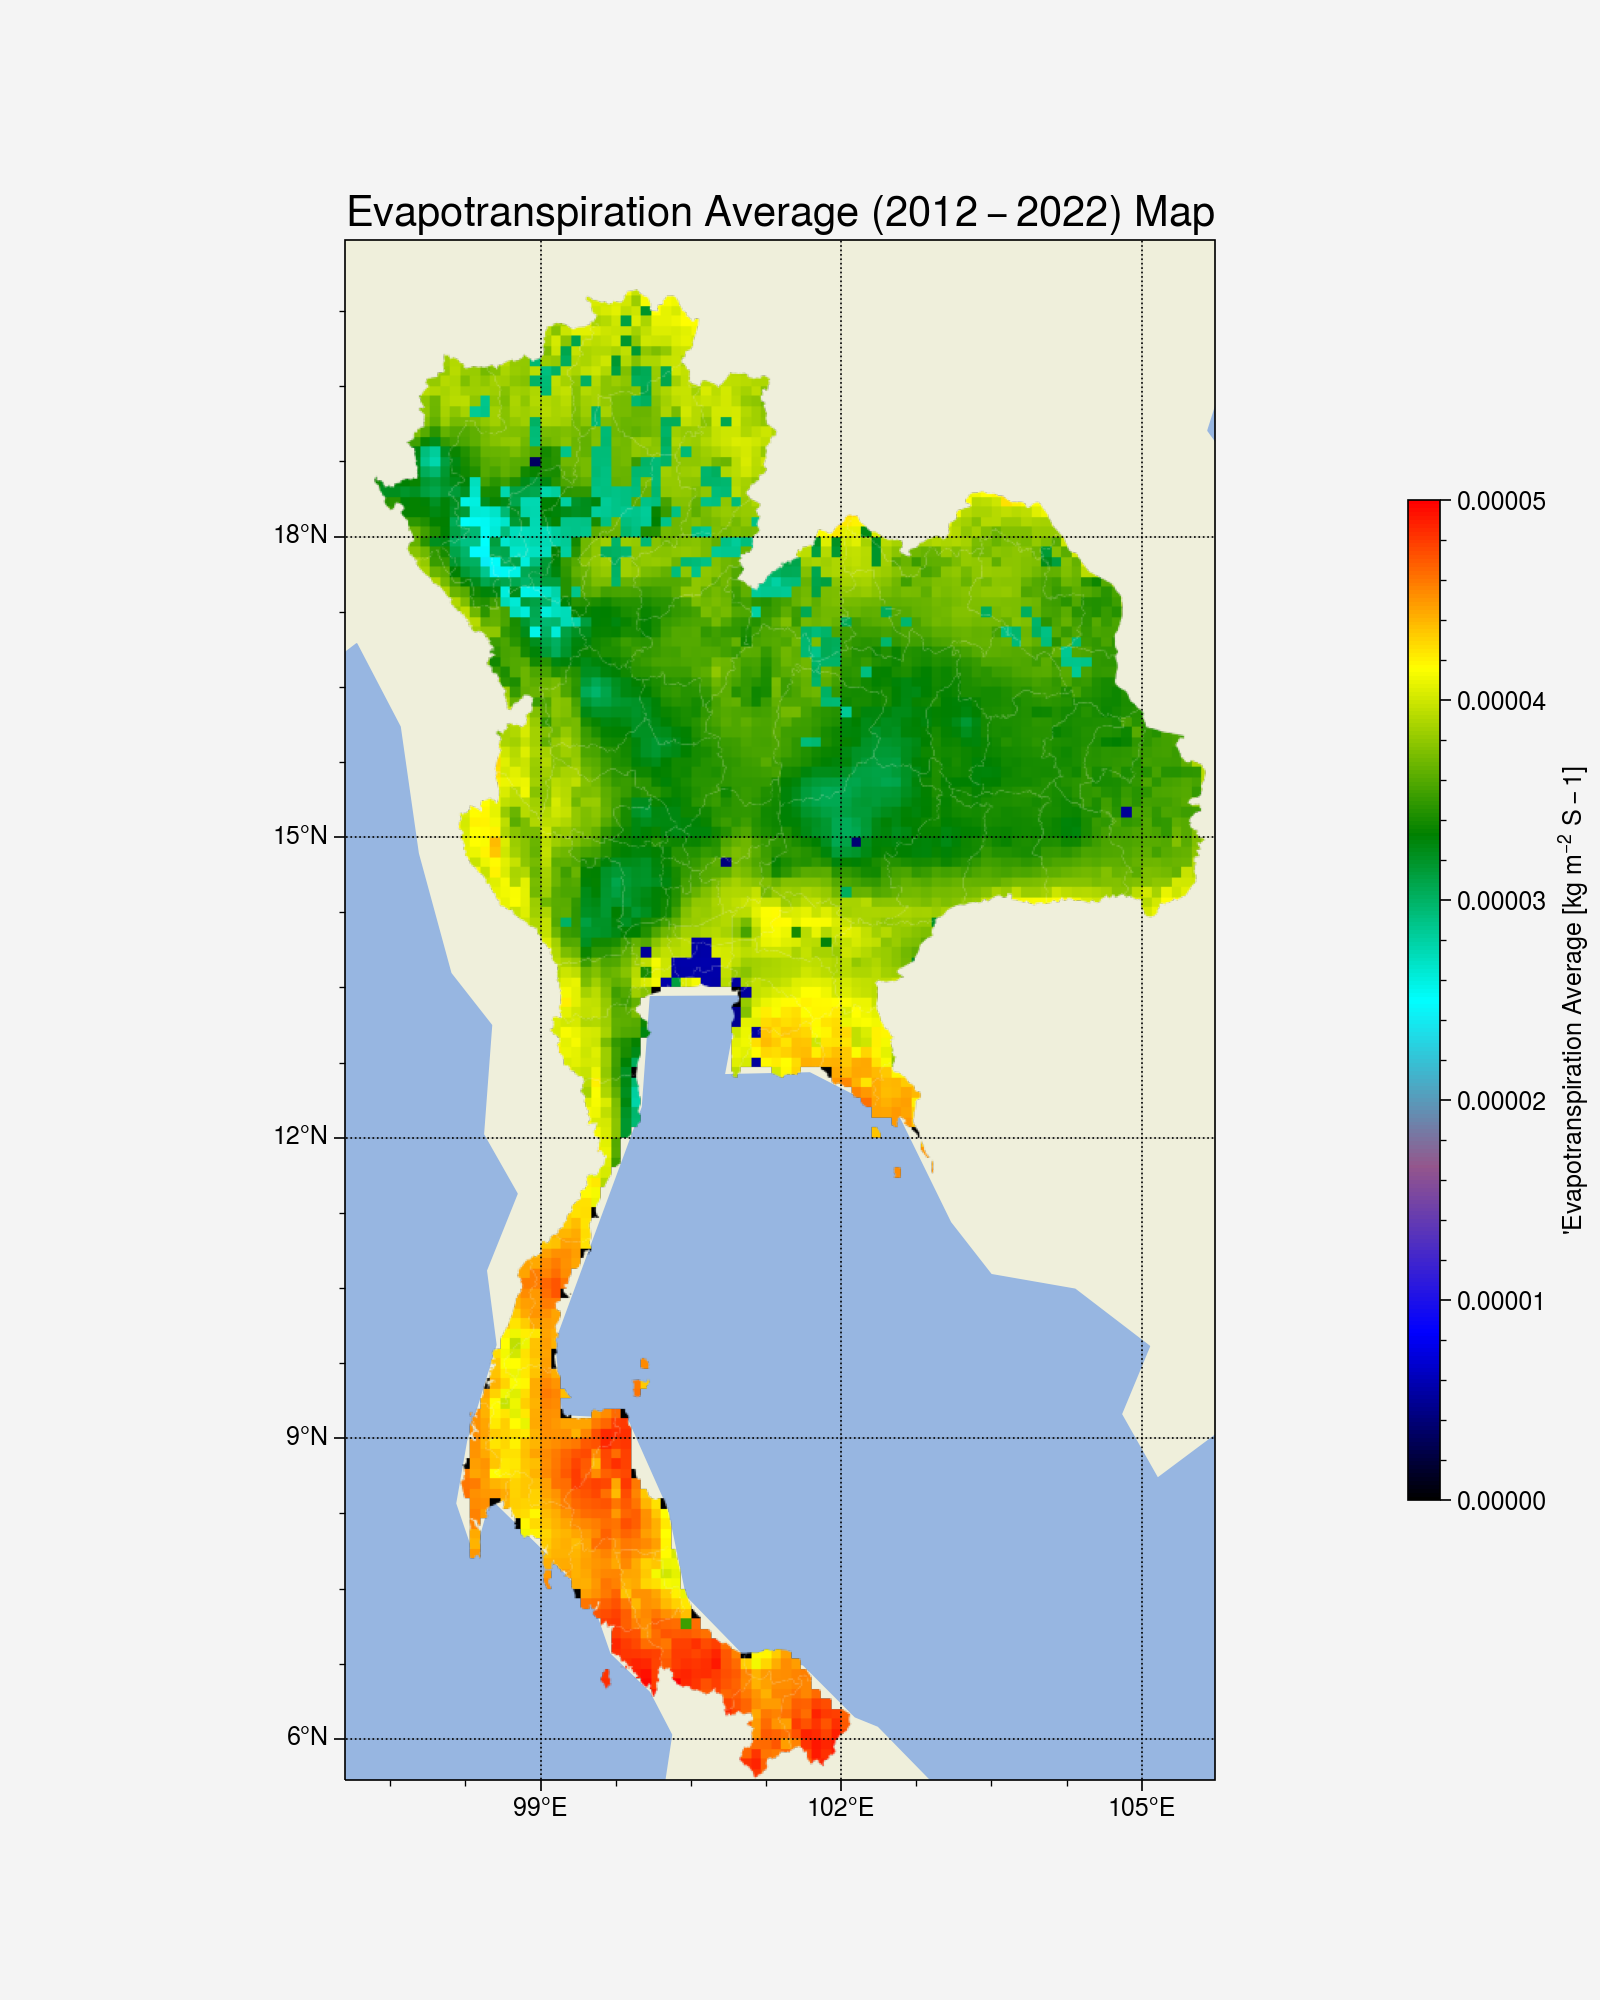 Evapotranspiration Average (2012 – 2022) Map
18°N
15°N
12°N
9°N
6°N
99°E
102°E
105°E
0.00005
0.00004
0.00003
0.00002
0.00001
0.00000
'Evapotranspiration Average [kg m⁻² S – 1]